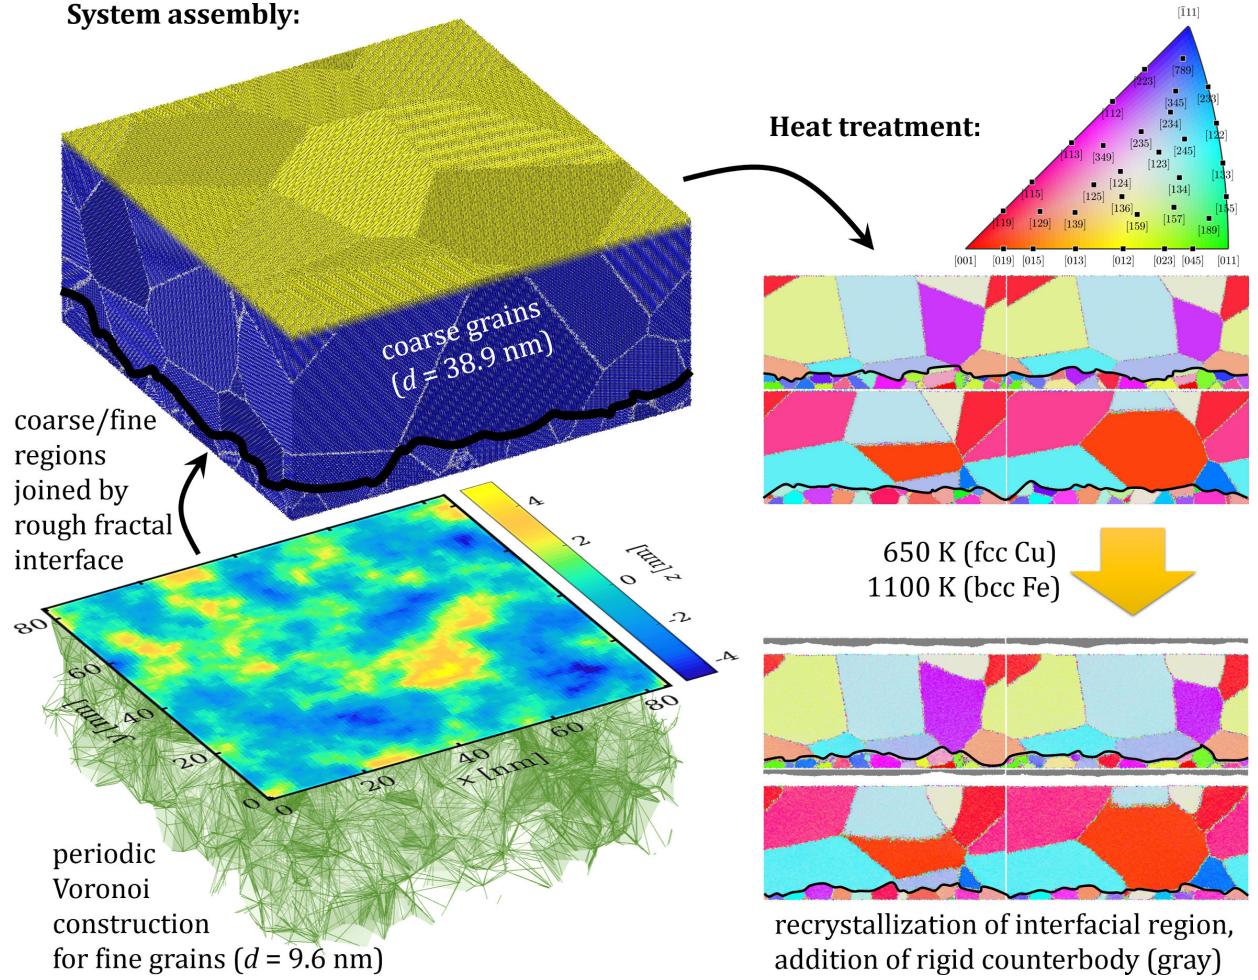 System assembly:
coarse grains
(d = 38.9 nm)
coarse/fine
regions
joined by
rough fractal
interface
4
2
0
-2
-4
z [nm]
80
60
40
20
0
y [nm]
0
20
40
60
80
x [nm]
periodic
Voronoi
construction
for fine grains (d = 9.6 nm)
Heat treatment:
[1̄11]
[789]
[223]
[345]
[233]
[112]
[234]
[122]
[235]
[245]
[113]
[349]
[123]
[133]
[124]
[134]
[115]
[125]
[136]
[155]
[119]
[129]
[139]
[159]
[157]
[189]
[001]
[019]
[015]
[013]
[012]
[023]
[045]
[011]
650 K (fcc Cu)
1100 K (bcc Fe)
recrystallization of interfacial region,
addition of rigid counterbody (gray)